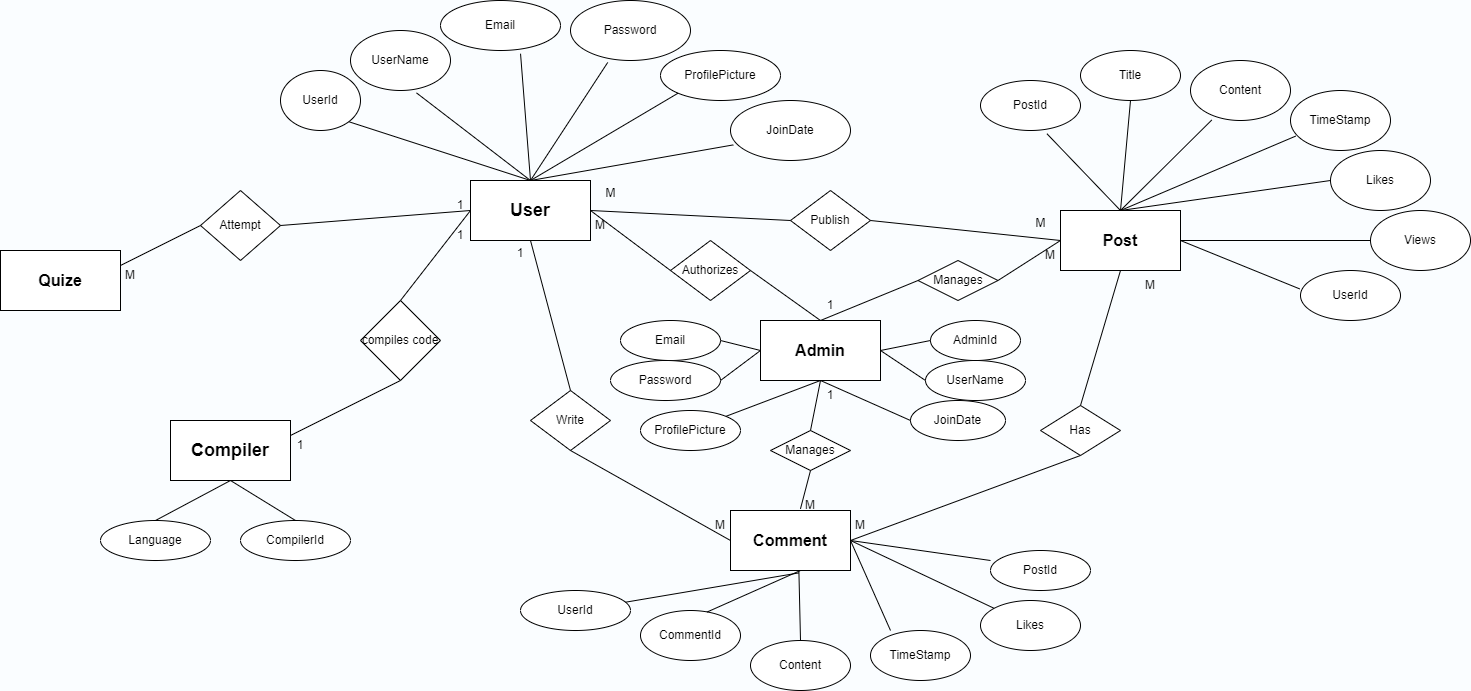 Email
Password
UserName
ProfilePicture
UserId
JoinDate
Title
Content
PostId
TimeStamp
Likes
Views
UserId
User
M
1
M
1
1
Attempt
M
Quize
Publish
M
Post
M
M
Authorizes
Manages
1
compiles code
Admin
Email
Password
ProfilePicture
AdminId
UserName
JoinDate
1
Write
Has
Compiler
1
Manages
M
M
M
Comment
Language
CompilerId
PostId
UserId
CommentId
Content
TimeStamp
Likes